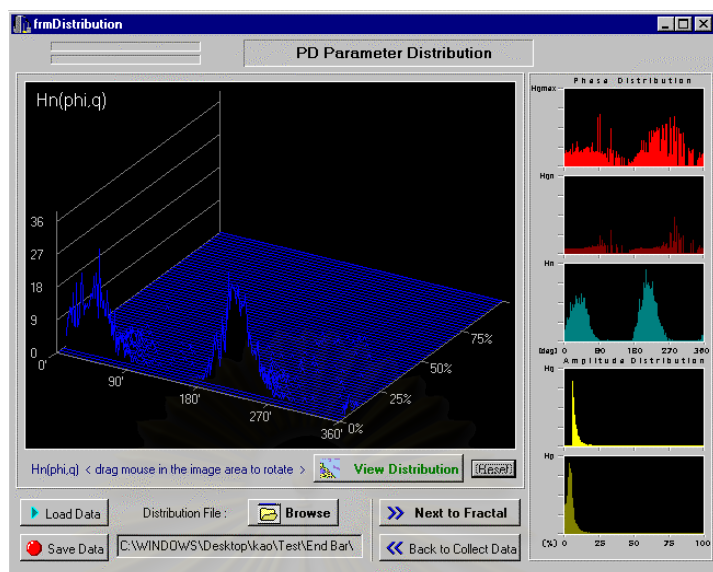 frmDistribution
PD Parameter Distribution
Hn(phi,q)
36
27
18
9
0
0'
90'
180'
270'
360'
0%
25%
50%
75%
Hn(phi,q) < drag mouse in the image area to rotate >
View Distribution
(Reset)
Load Data
Distribution File :
Browse
Next to Fractal
Save Data
C:\WINDOWS\Desktop\kao\Test\End Bar\
Back to Collect Data
Phase Distribution
Hqmax
Hqn
Hn
(deg) 0 90 180 270 360
Amplitude Distribution
Hq
Hp
(%) 0 25 50 75 100